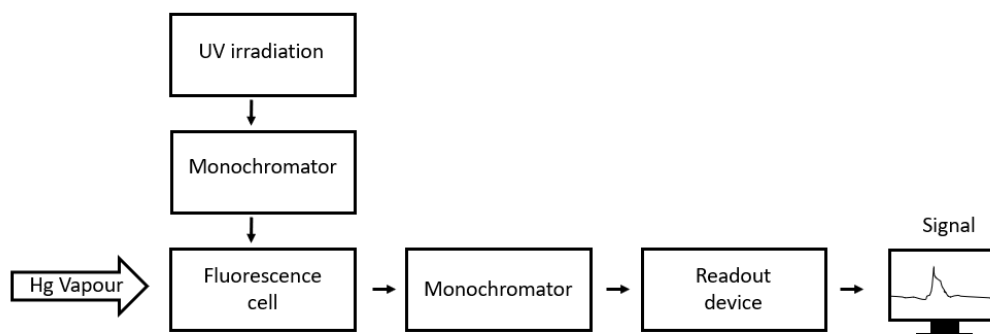 UV irradiation
Monochromator
Signal
Hg Vapour
Fluorescence
cell
Monochromator
Readout
device